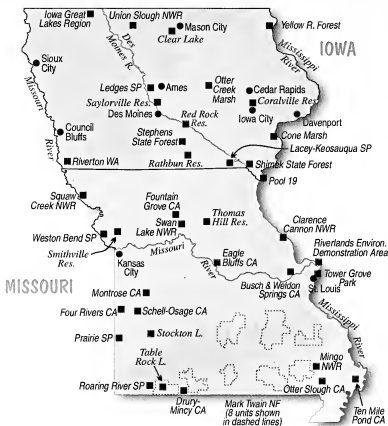 Iowa Great
Lakes Region
Union Slough NWR
Mason City
Clear Lake
Yellow R. Forest
Mississippi
River
IOWA
Sioux
City
Des
Moines R.
Ledges SP
Ames
Otter
Creek
Marsh
Cedar Rapids
Coralville Res.
Saylorville Res.
Des Moines
Red Rock
Res.
Iowa City
Davenport
Missouri
River
Council
Bluffs
Stephens
State Forest
Cone Marsh
Lacey-Keosauqua SP
Riverton WA
Rathbun Res.
Shimek State Forest
Pool 19
Squaw
Creek NWR
Fountain
Grove CA
Swan
Lake NWR
Thomas
Hill Res.
Clarence
Cannon NWR
Weston Bend SP
Smithville
Res.
Kansas
City
Missouri
River
Eagle
Bluffs CA
Riverlands Environ.
Demonstration Area
Tower Grove
Park
St. Louis
Busch & Weldon
Springs CA
MISSOURI
Montrose CA
Four Rivers CA
Schell-Osage CA
Mississippi
River
Prairie SP
Stockton L.
Table
Rock L.
Roaring River SP
Drury-
Mincy CA
Mark Twain NF
(8 units shown
in dashed lines)
Mingo
NWR
Otter Slough CA
Ten Mile
Pond CA